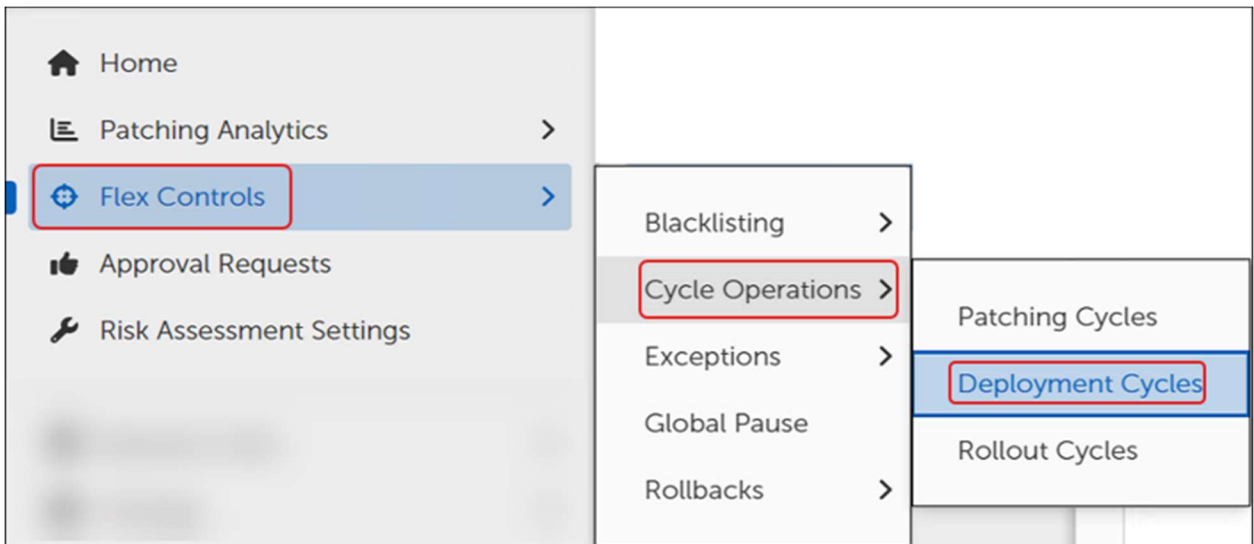 Home
Patching Analytics
Flex Controls
Approval Requests
Risk Assessment Settings
Blacklisting
Cycle Operations
Exceptions
Global Pause
Rollbacks
Patching Cycles
Deployment Cycles
Rollout Cycles